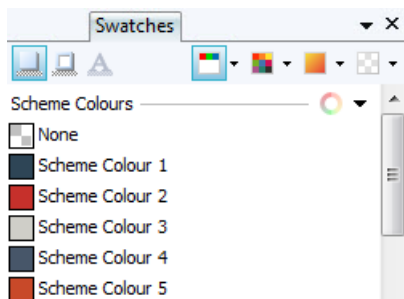 Swatches
A
Scheme Colours
None
Scheme Colour 1
Scheme Colour 2
Scheme Colour 3
Scheme Colour 4
Scheme Colour 5